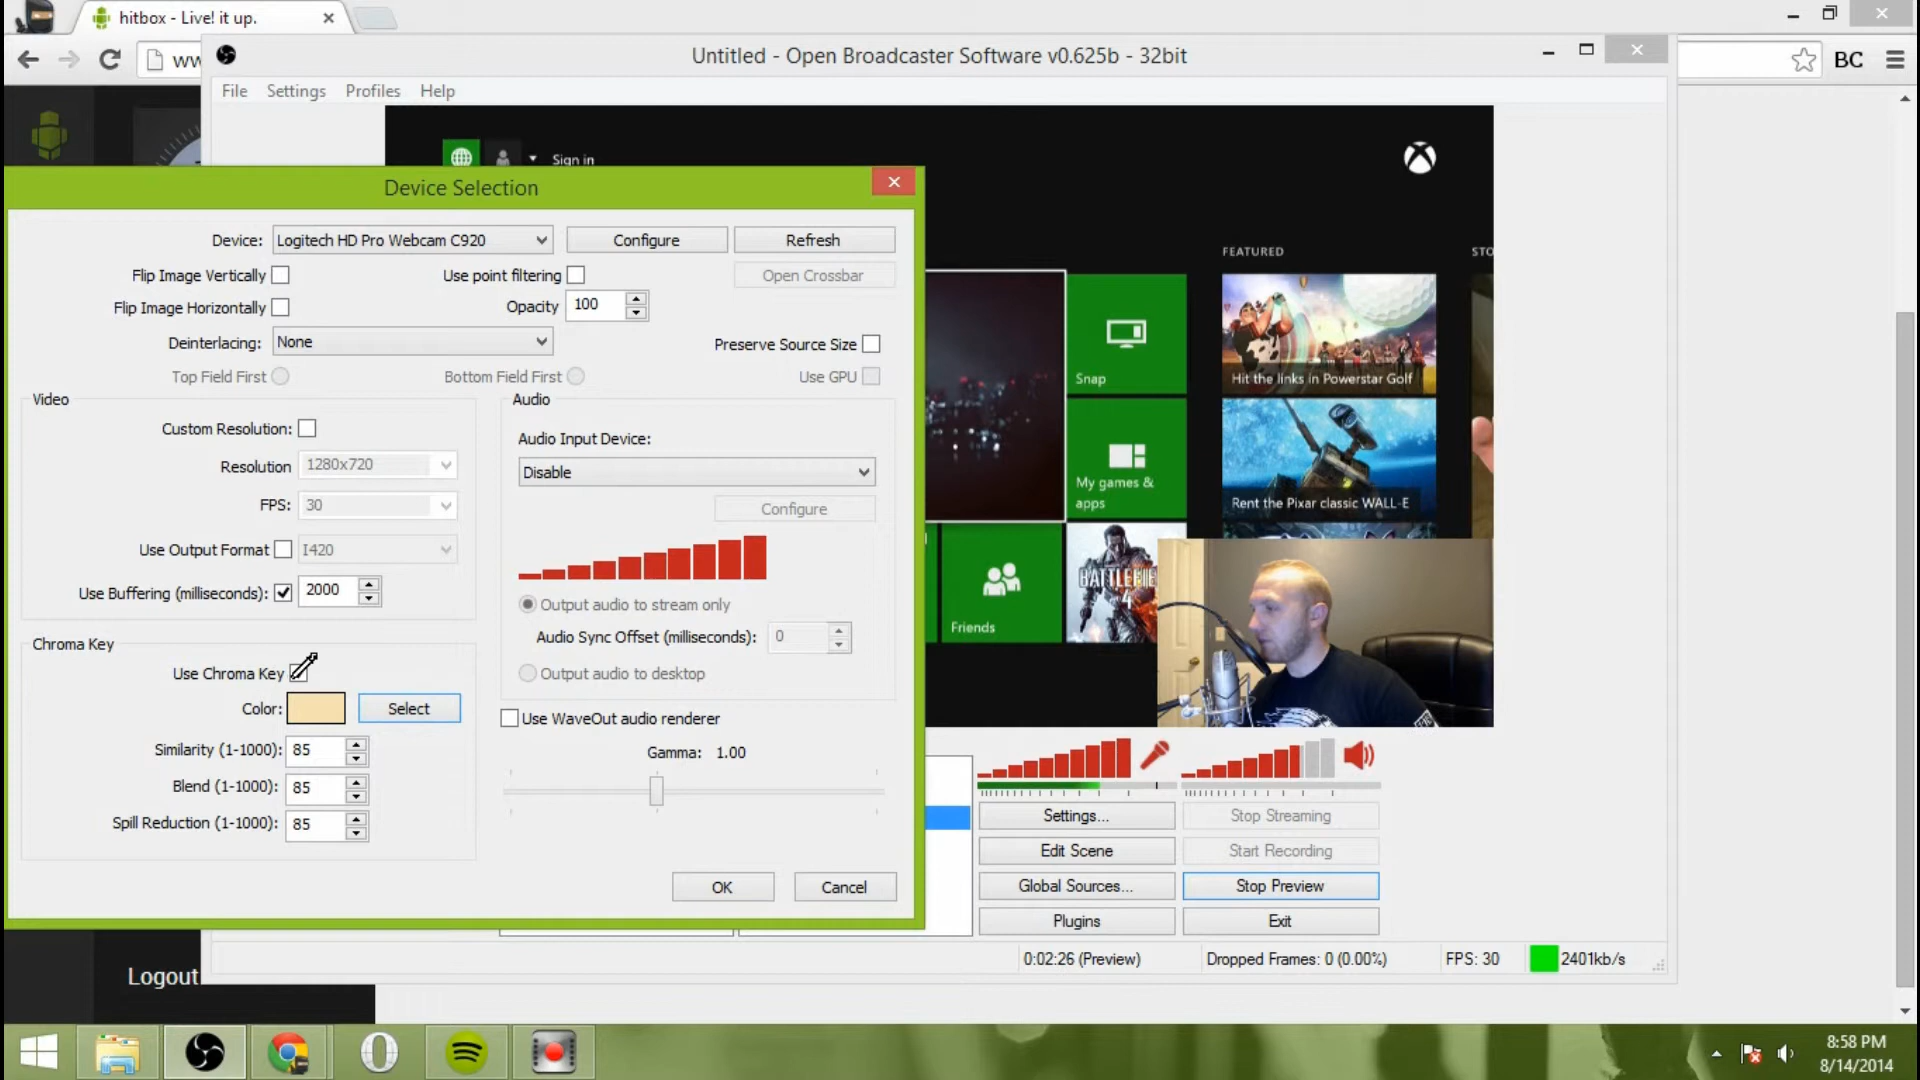 hitbox - Live! it up.
ww
BC
Untitled - Open Broadcaster Software v0.625b - 32bit
File Settings Profiles Help
Sign in
Device Selection
Device: Logitech HD Pro Webcam C920 Configure Refresh
Flip Image Vertically Use point filtering Open Crossbar
Flip Image Horizontally Opacity 100
Deinterlacing: None Preserve Source Size
Top Field First Bottom Field First Use GPU
Video
Custom Resolution:
Resolution 1280x720
FPS: 30
Use Output Format I420
Use Buffering (milliseconds): 2000
Audio
Audio Input Device:
Disable
Configure
Output audio to stream only
Audio Sync Offset (milliseconds): 0
Output audio to desktop
Chroma Key
Use Chroma Key
Color: Select
Similarity (1-1000): 85
Blend (1-1000): 85
Spill Reduction (1-1000): 85
Use WaveOut audio renderer
Gamma: 1.00
OK Cancel
FEATURED STO
Snap
Hit the links in Powerstar Golf
My games &
apps
Rent the Pixar classic WALL-E
Friends
BATTLEFIE
4
EPIC
Settings... Stop Streaming
Edit Scene Start Recording
Global Sources... Stop Preview
Plugins Exit
0:02:26 (Preview) Dropped Frames: 0 (0.00%) FPS: 30 2401kb/s
Logout
8:58 PM
8/14/2014